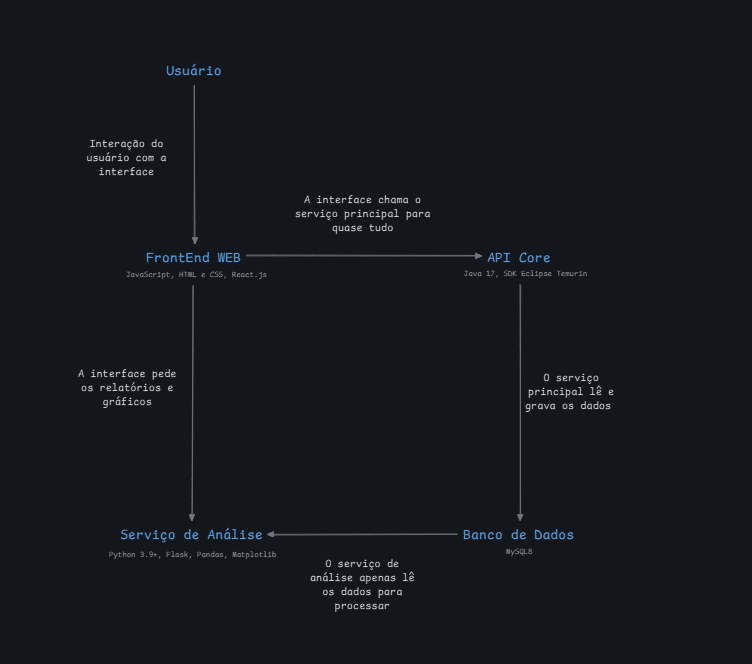 Usuário
Interação do
usuário com a
interface
A interface chama o
serviço principal para
quase tudo
FrontEnd WEB
JavaScript, HTML e CSS, React.js
API Core
Java 17, SDK Eclipse Temurin
A interface pede
os relatórios e
gráficos
O serviço
principal lê e
grava os dados
Serviço de Análise
Python 3.9+, Flask, Pandas, Matplotlib
Banco de Dados
MySQL8
O serviço de
análise apenas lê
os dados para
processar